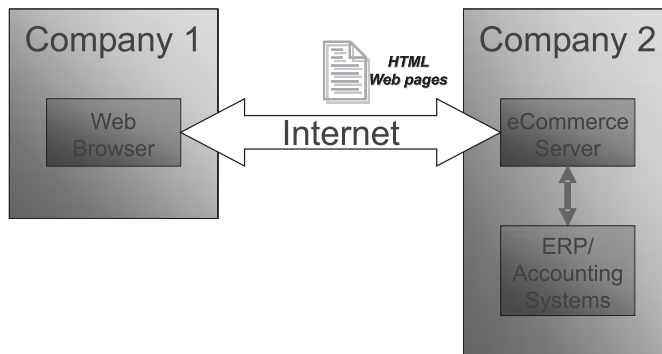 Company 1
Web
Browser
HTML
Web pages
Internet
Company 2
eCommerce
Server
ERP/
Accounting
Systems